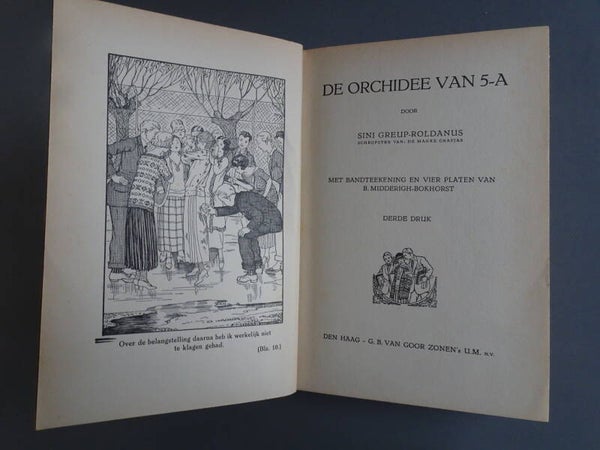 Over de belangstelling daarna heb ik werkelijk niet
te klagen gehad. (Blz. 10.)
DE ORCHIDEE VAN 5-A
DOOR
SINI GREUP-ROLDANUS
SCHRIJFSTER VAN: DE MAEKE GRAFJAS
MET BANDTEEKENING EN VIER PLATEN VAN
B. MIDDERIGH-BOKHORST
DERDE DRUK
DEN HAAG - G. B. VAN GOOR ZONEN's U.M. N.V.